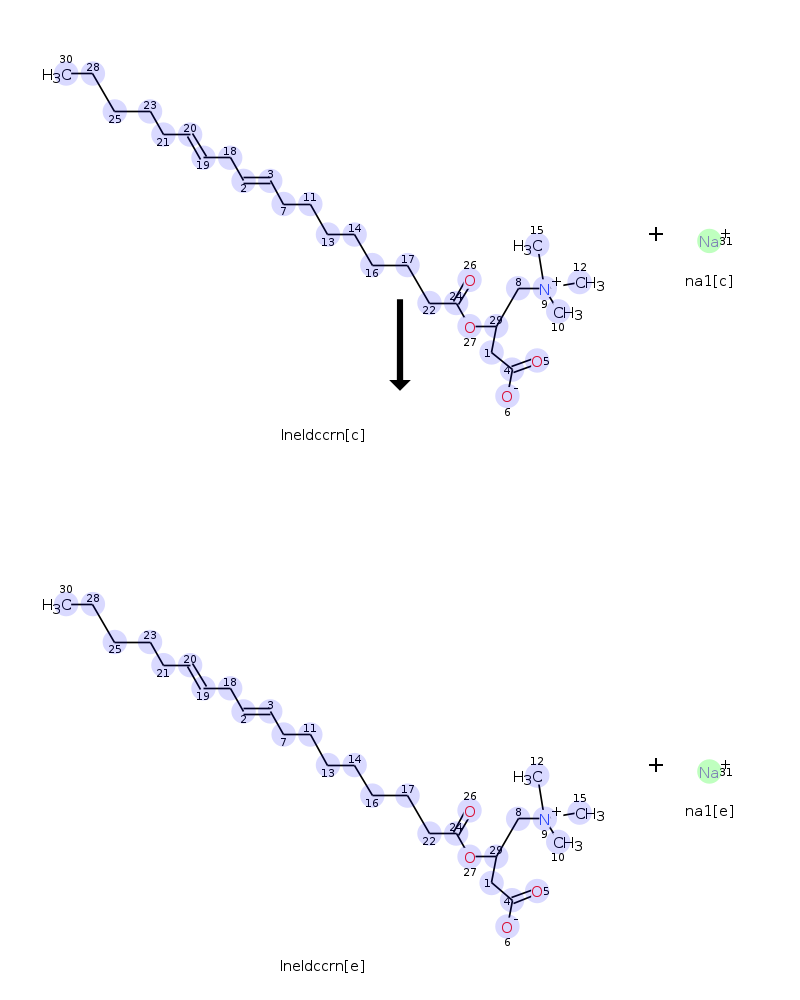 30
H3C 28
23
25
20
21
18
19
3
2
7 11
14
13
15
H3C
+ Na+ 31
16 17
26
O
12
8 N+ CH3
9
na1[c]
24
22
CH3
10
O 29
27
1
4 O 5
O-
6
lneldccrn[c]
30
H3C 28
23
25
20
21
18
19
3
2
7 11
14
13
12
H3C
+ Na+ 31
16 17
26
O
15
8 N+ CH3
9
na1[e]
24
22
CH3
10
O 29
27
1
4 O 5
O-
6
lneldccrn[e]